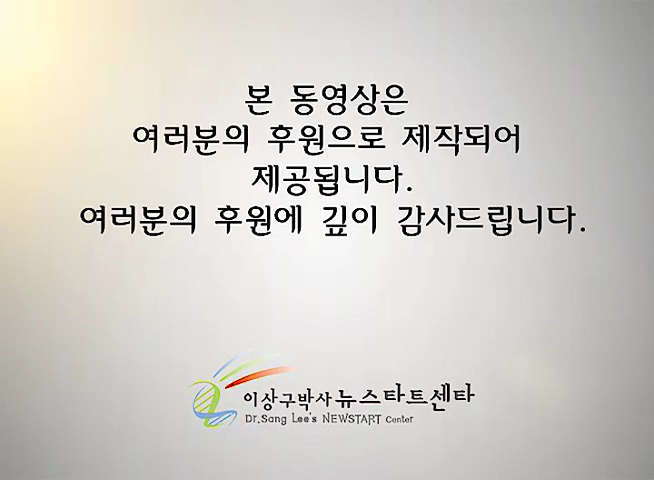 본 동영상은
여러분의 후원으로 제작되어
제공됩니다.
여러분의 후원에 깊이 감사드립니다.
이상구박사 뉴스타트센타
Dr.Sang Lee's NEWSTART Center